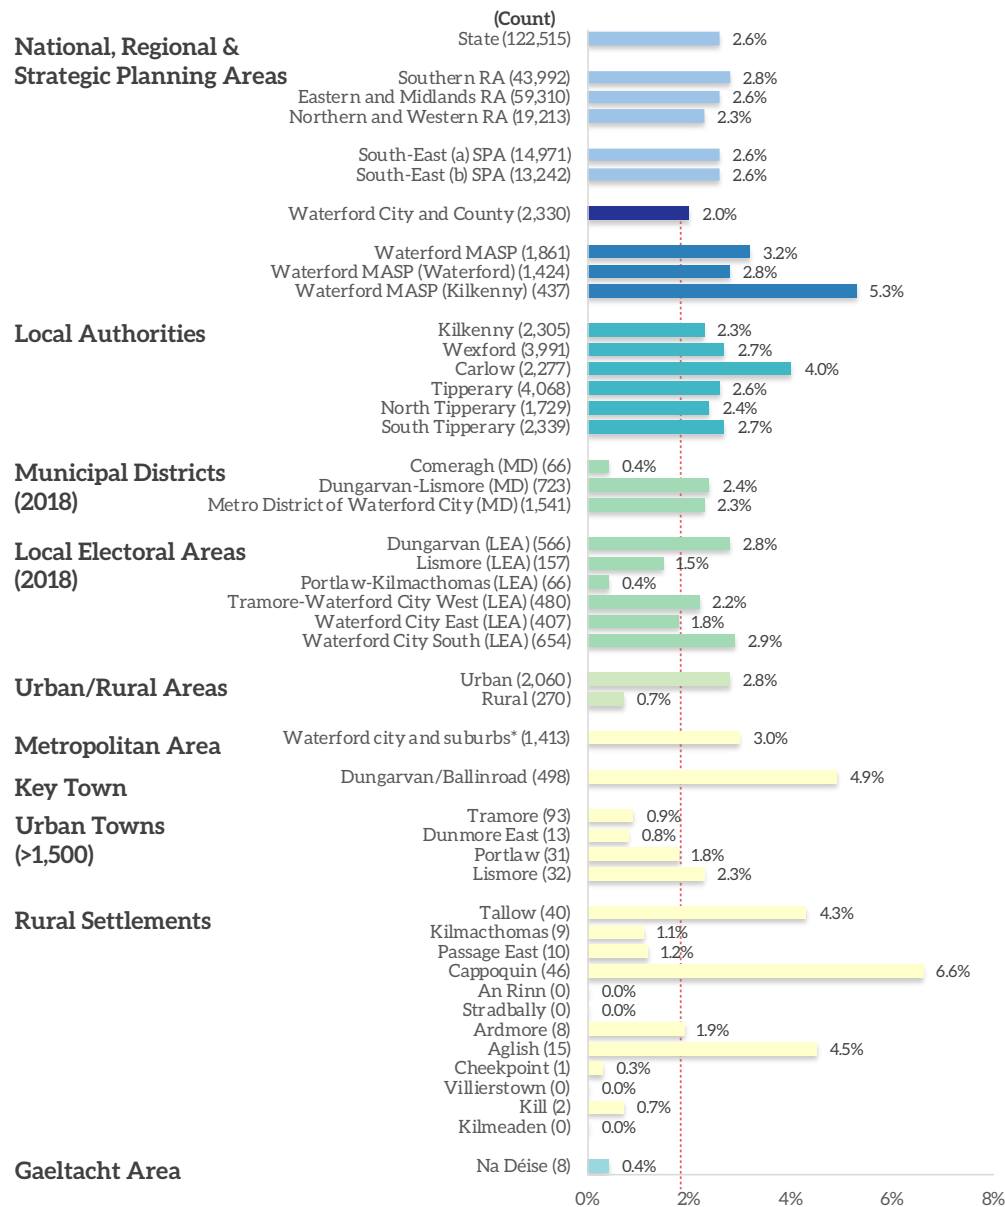 (Count)
National, Regional &
Strategic Planning Areas
State (122,515) 2.6%
Southern RA (43,992) 2.8%
Eastern and Midlands RA (59,310) 2.6%
Northern and Western RA (19,213) 2.3%
South-East (a) SPA (14,971) 2.6%
South-East (b) SPA (13,242) 2.6%
Waterford City and County (2,330) 2.0%
Waterford MASP (1,861) 3.2%
Waterford MASP (Waterford) (1,424) 2.8%
Waterford MASP (Kilkenny) (437) 5.3%
Local Authorities
Kilkenny (2,305) 2.3%
Wexford (3,991) 2.7%
Carlow (2,277) 4.0%
Tipperary (4,068) 2.6%
North Tipperary (1,729) 2.4%
South Tipperary (2,339) 2.7%
Municipal Districts
(2018)
Comeragh (MD) (66) 0.4%
Dungarvan-Lismore (MD) (723) 2.4%
Metro District of Waterford City (MD) (1,541) 2.3%
Local Electoral Areas
(2018)
Dungarvan (LEA) (566) 2.8%
Lismore (LEA) (157) 1.5%
Portlaw-Kilmacthomas (LEA) (66) 0.4%
Tramore-Waterford City West (LEA) (480) 2.2%
Waterford City East (LEA) (407) 1.8%
Waterford City South (LEA) (654) 2.9%
Urban/Rural Areas
Urban (2,060) 2.8%
Rural (270) 0.7%
Metropolitan Area
Waterford city and suburbs* (1,413) 3.0%
Key Town
Dungarvan/Ballinroad (498) 4.9%
Urban Towns
(>1,500)
Tramore (93) 0.9%
Dunmore East (13) 0.8%
Portlaw (31) 1.8%
Lismore (32) 2.3%
Rural Settlements
Tallow (40) 4.3%
Kilmacthomas (9) 1.1%
Passage East (10) 1.2%
Cappoquin (46) 6.6%
An Rinn (0) 0.0%
Stradbally (0) 0.0%
Ardmore (8) 1.9%
Aglish (15) 4.5%
Cheekpoint (1) 0.3%
Villierstown (0) 0.0%
Kill (2) 0.7%
Kilmeaden (0) 0.0%
Gaeltacht Area
Na Déise (8) 0.4%
0% 2% 4% 6% 8%